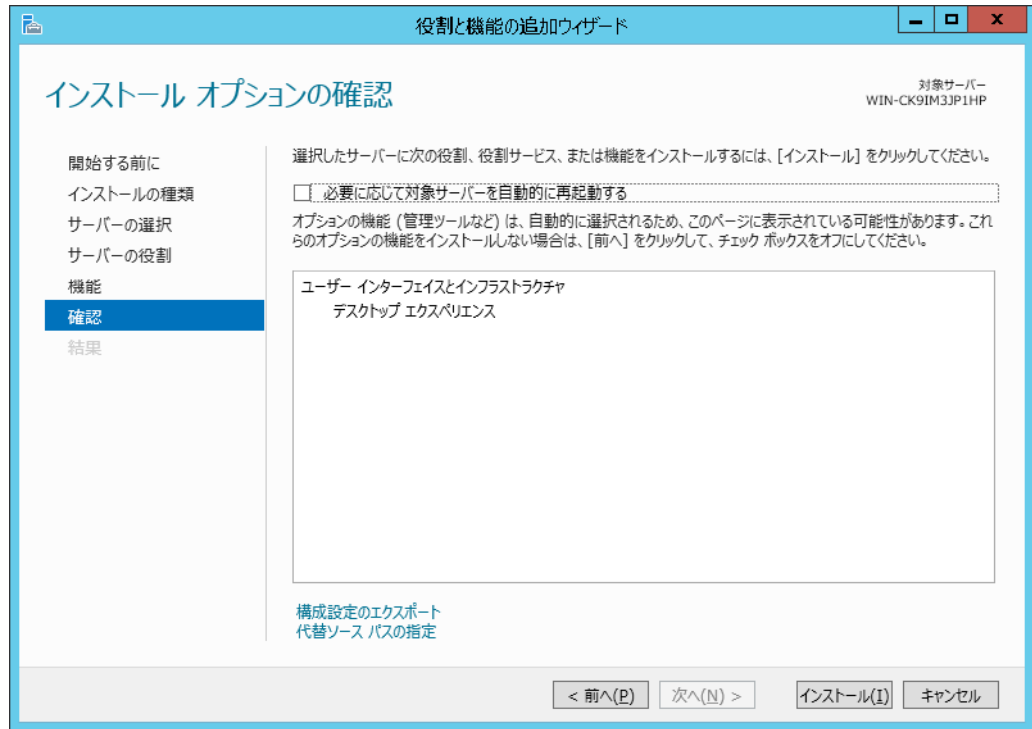 役割と機能の追加ウィザード
インストール オプションの確認
対象サーバー
WIN-CK9IM3JP1HP
開始する前に
インストールの種類
サーバーの選択
サーバーの役割
機能
確認
結果
選択したサーバーに次の役割、役割サービス、または機能をインストールするには、[インストール] をクリックしてください。
必要に応じて対象サーバーを自動的に再起動する
オプションの機能 (管理ツールなど) は、自動的に選択されるため、このページに表示されている可能性があります。これ
らのオプションの機能をインストールしない場合は、[前へ] をクリックして、チェック ボックスをオフにしてください。
ユーザー インターフェイスとインフラストラクチャ
デスクトップ エクスペリエンス
構成設定のエクスポート
代替ソース パスの指定
< 前へ(P)
次へ(N) >
インストール(I)
キャンセル